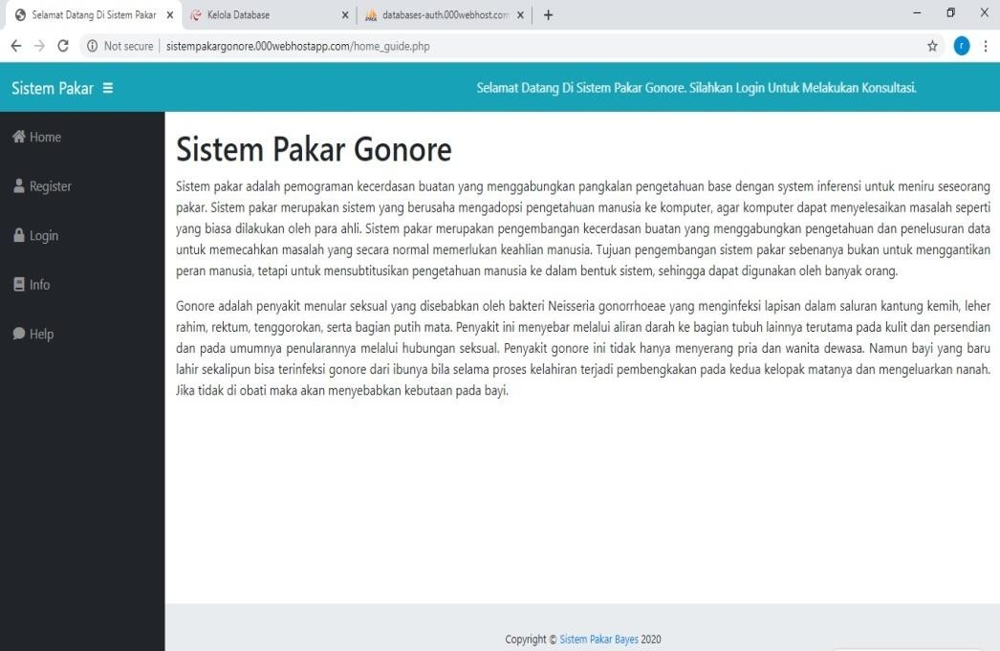 Selamat Datang Di Sistem Pakar
Kelola Database
databases-auth.000webhost.com
Not secure | sistempakargonore.000webhostapp.com/home_guide.php
r
Sistem Pakar
Selamat Datang Di Sistem Pakar Gonore. Silahkan Login Untuk Melakukan Konsultasi.
Home
Register
Login
Info
Help
Sistem Pakar Gonore
Sistem pakar adalah pemograman kecerdasan buatan yang menggabungkan pangkalan pengetahuan base dengan system inferensi untuk meniru seseorang
pakar. Sistem pakar merupakan sistem yang berusaha mengadopsi pengetahuan manusia ke komputer, agar komputer dapat menyelesaikan masalah seperti
yang biasa dilakukan oleh para ahli. Sistem pakar merupakan pengembangan kecerdasan buatan yang menggabungkan pengetahuan dan penelusuran data
untuk memecahkan masalah yang secara normal memerlukan keahlian manusia. Tujuan pengembangan sistem pakar sebenanya bukan untuk menggantikan
peran manusia, tetapi untuk mensubtitusikan pengetahuan manusia ke dalam bentuk sistem, sehingga dapat digunakan oleh banyak orang.
Gonore adalah penyakit menular seksual yang disebabkan oleh bakteri Neisseria gonorrhoeae yang menginfeksi lapisan dalam saluran kantung kemih, leher
rahim, rektum, tenggorokan, serta bagian putih mata. Penyakit ini menyebar melalui aliran darah ke bagian tubuh lainnya terutama pada kulit dan persendian
dan pada umumnya penularannya melalui hubungan seksual. Penyakit gonore ini tidak hanya menyerang pria dan wanita dewasa. Namun bayi yang baru
lahir sekalipun bisa terinfeksi gonore dari ibunya bila selama proses kelahiran terjadi pembengkakan pada kedua kelopak matanya dan mengeluarkan nanah.
Jika tidak di obati maka akan menyebabkan kebutaan pada bayi.
Copyright © Sistem Pakar Bayes 2020